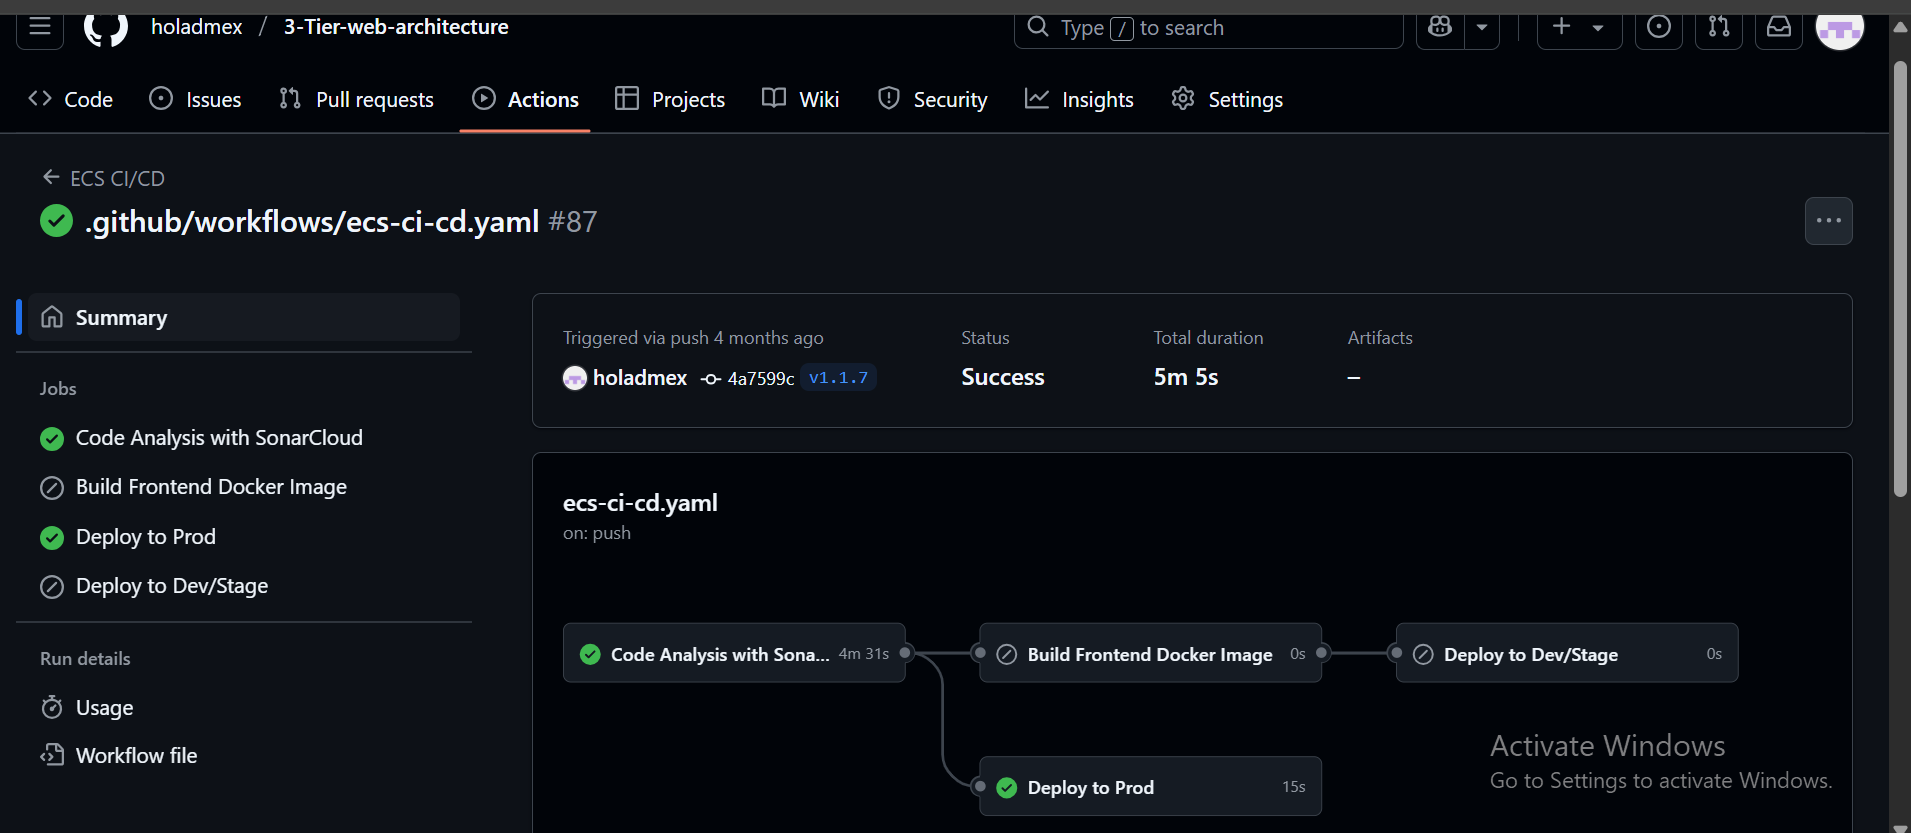 holadmex / 3-Tier-web-architecture
Type / to search
Code Issues Pull requests Actions Projects Wiki Security Insights Settings
ECS CI/CD
.github/workflows/ecs-ci-cd.yaml #87
Summary
Jobs
Code Analysis with SonarCloud
Build Frontend Docker Image
Deploy to Prod
Deploy to Dev/Stage
Run details
Usage
Workflow file
Triggered via push 4 months ago
holadmex 4a7599c v1.1.7
Status
Success
Total duration
5m 5s
Artifacts
–
ecs-ci-cd.yaml
on: push
Code Analysis with Sona... 4m 31s
Build Frontend Docker Image 0s
Deploy to Dev/Stage 0s
Deploy to Prod 15s
Activate Windows
Go to Settings to activate Windows.